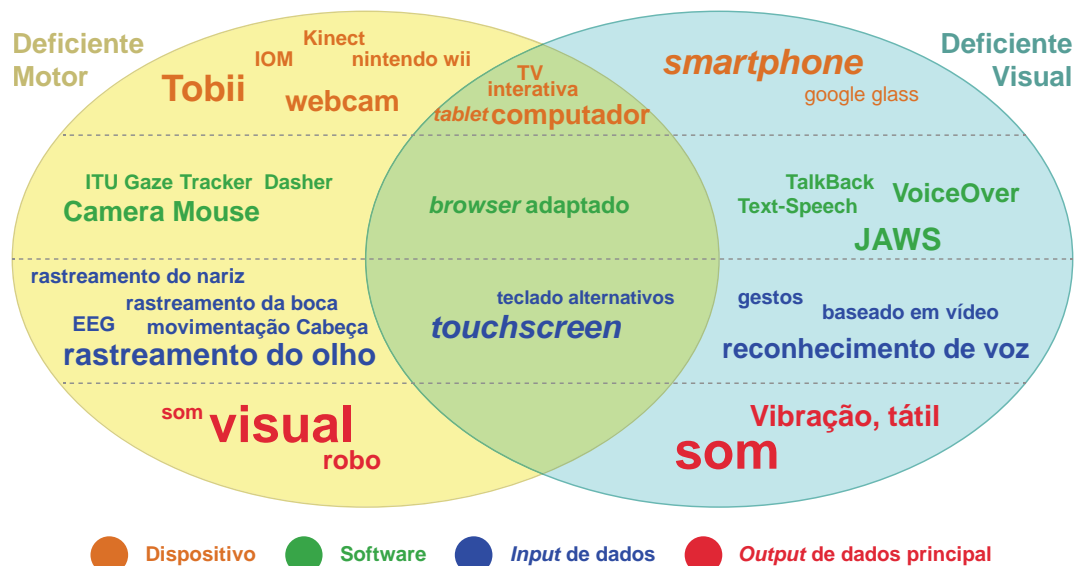 Deficiente
Motor
Deficiente
Visual
Kinect
IOM
nintendo wii
Tobii
webcam
TV
interativa
tablet computador
smartphone
google glass
ITU Gaze Tracker Dasher
Camera Mouse
browser adaptado
TalkBack
VoiceOver
Text-Speech
JAWS
rastreamento do nariz
rastreamento da boca
EEG movimentação Cabeça
rastreamento do olho
teclado alternativos
touchscreen
gestos
baseado em vídeo
reconhecimento de voz
som visual
robo
Vibração, tátil
som
Dispositivo
Software
Input de dados
Output de dados principal